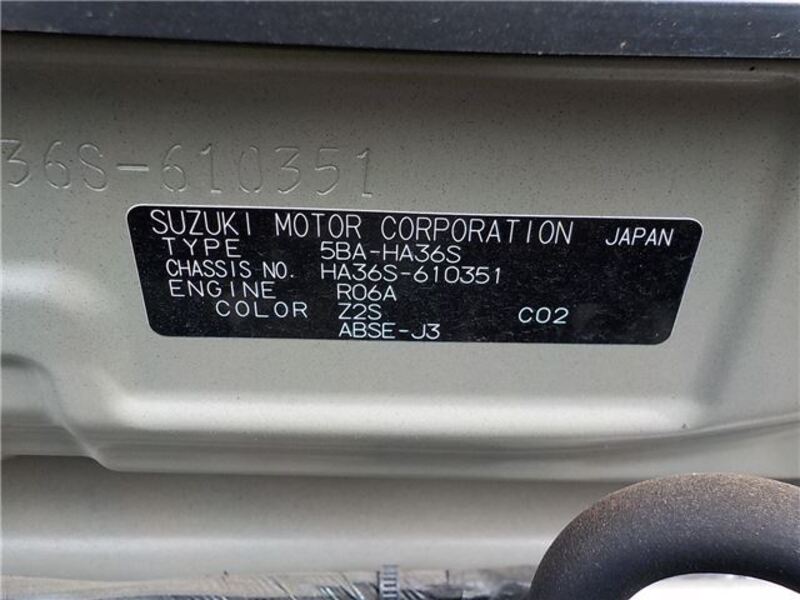 36S-610351
SUZUKI MOTOR CORPORATION JAPAN
TYPE 5BA-HA36S
CHASSIS NO. HA36S-610351
ENGINE R06A
COLOR Z2S C02
ABSE-J3